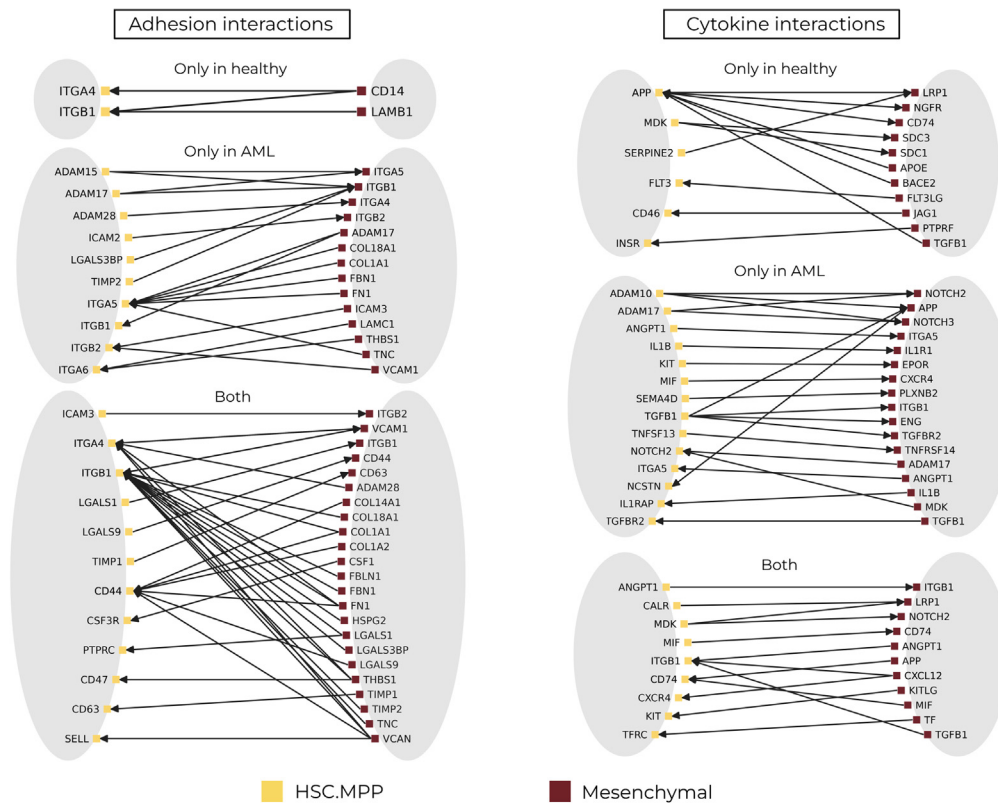 Adhesion interactions
Only in healthy
ITGA4
ITGB1
CD14
LAMB1
Only in AML
ADAM15
ADAM17
ADAM28
ICAM2
LGALS3BP
TIMP2
ITGA5
ITGB1
ITGB2
ITGA6
ITGA5
ITGB1
ITGA4
ITGB2
ADAM17
COL18A1
COL1A1
FBN1
FN1
ICAM3
LAMC1
THBS1
TNC
VCAM1
Both
ICAM3
ITGA4
ITGB1
LGALS1
LGALS9
TIMP1
CD44
CSF3R
PTPRC
CD47
CD63
SELL
ITGB2
VCAM1
ITGB1
CD44
CD63
ADAM28
COL14A1
COL18A1
COL1A1
COL1A2
CSF1
FBLN1
FBN1
FN1
HSPG2
LGALS1
LGALS3BP
LGALS9
THBS1
TIMP1
TIMP2
TNC
VCAN
Cytokine interactions
Only in healthy
APP
MDK
SERPINE2
FLT3
CD46
INSR
LRP1
NGFR
CD74
SDC3
SDC1
APOE
BACE2
FLT3LG
JAG1
PTPRF
TGFB1
Only in AML
ADAM10
ADAM17
ANGPT1
IL1B
KIT
MIF
SEMA4D
TGFB1
TNFSF13
NOTCH2
ITGA5
NCSTN
IL1RAP
TGFBR2
NOTCH2
APP
NOTCH3
ITGA5
IL1R1
EPOR
CXCR4
PLXNB2
ITGB1
ENG
TGFBR2
TNFRSF14
ADAM17
ANGPT1
IL1B
MDK
TGFB1
Both
ANGPT1
CALR
MDK
MIF
ITGB1
CD74
CXCR4
KIT
TFRC
ITGB1
LRP1
NOTCH2
CD74
ANGPT1
APP
CXCL12
KITLG
MIF
TF
TGFB1
HSC.MPP
Mesenchymal